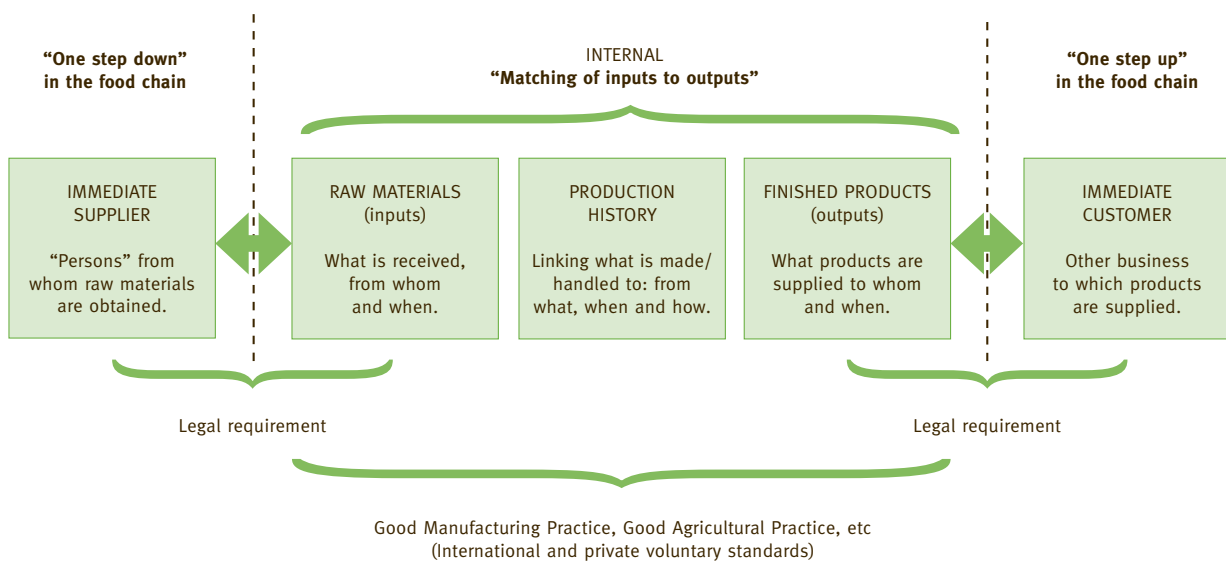 “One step down”
in the food chain
INTERNAL
“Matching of inputs to outputs”
“One step up”
in the food chain
IMMEDIATE
SUPPLIER
“Persons” from
whom raw materials
are obtained.
RAW MATERIALS
(inputs)
What is received,
from whom
and when.
PRODUCTION
HISTORY
Linking what is made/
handled to: from
what, when and how.
FINISHED PRODUCTS
(outputs)
What products are
supplied to whom
and when.
IMMEDIATE
CUSTOMER
Other business
to which products
are supplied.
Legal requirement
Legal requirement
Good Manufacturing Practice, Good Agricultural Practice, etc
(International and private voluntary standards)